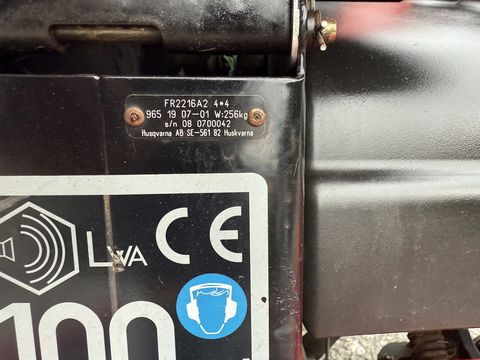 FR2216A2 4*4
965 19 07-01 W:256kg
s/n 08 0700042
Husqvarna AB SE-561 82 Huskvarna
LWA CE
100